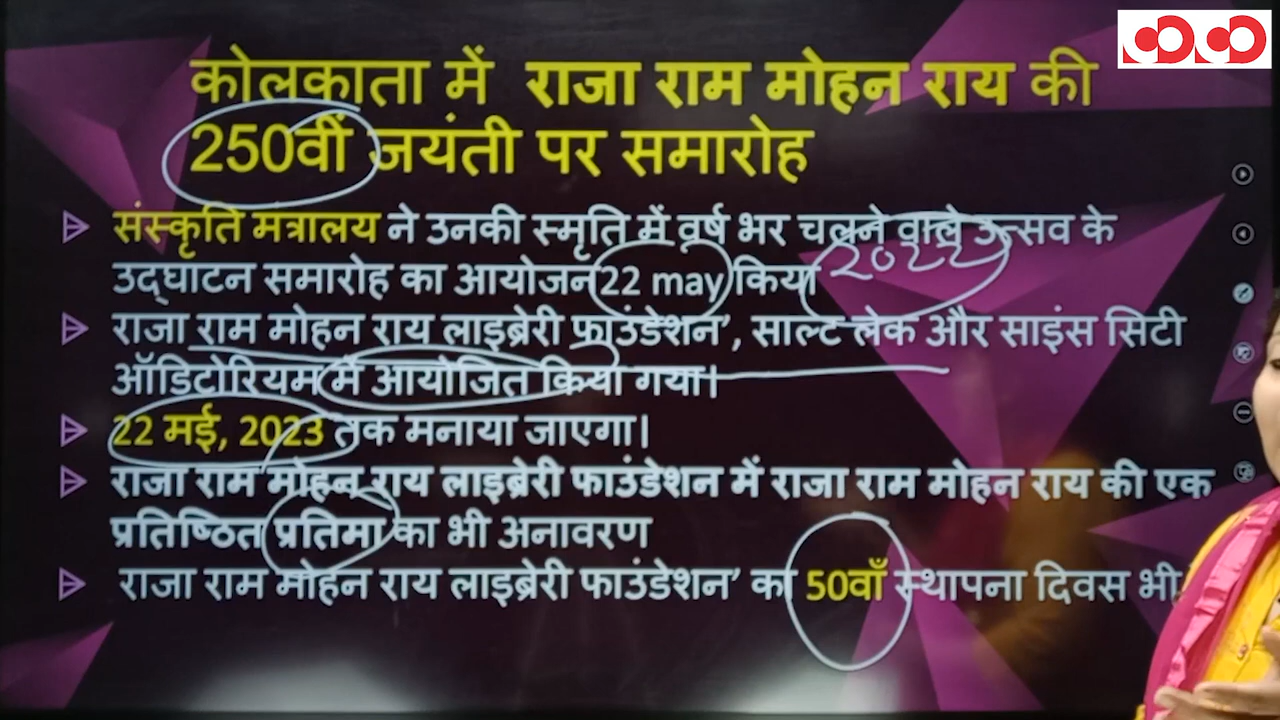 कोलकाता में राजा राम मोहन राय की
250वीं जयंती पर समारोह
संस्कृति मंत्रालय ने उनकी स्मृति में वर्ष भर चलने वाले उत्सव के
उद्घाटन समारोह का आयोजन 22 may किया 2022
राजा राम मोहन राय लाइब्रेरी फाउंडेशन’, साल्ट लेक और साइंस सिटी
ऑडिटोरियम में आयोजित किया गया|
22 मई, 2023 तक मनाया जाएगा|
राजा राम मोहन राय लाइब्रेरी फाउंडेशन में राजा राम मोहन राय की एक
प्रतिष्ठित प्रतिमा का भी अनावरण
राजा राम मोहन राय लाइब्रेरी फाउंडेशन’ का 50वाँ स्थापना दिवस भी